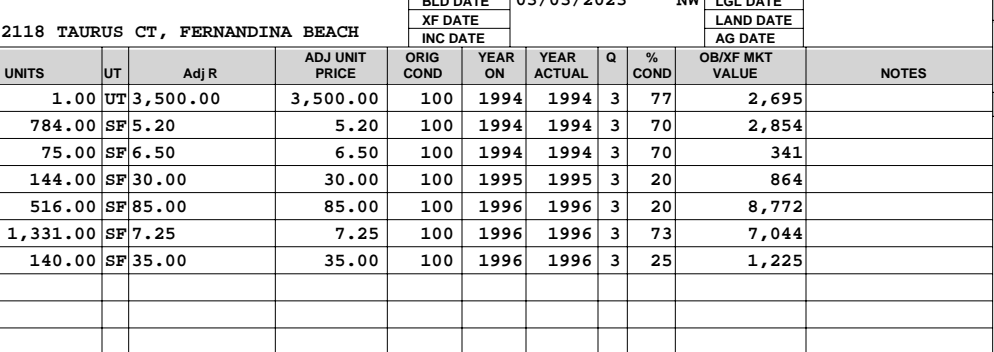 BLD DATE 03/03/2023 NW LGL DATE
XF DATE LAND DATE
2118 TAURUS CT, FERNANDINA BEACH INC DATE AG DATE
UNITS UT Adj R ADJ UNIT PRICE ORIG COND YEAR ON YEAR ACTUAL Q % COND OB/XF MKT VALUE NOTES
1.00 UT 3,500.00 3,500.00 100 1994 1994 3 77 2,695
784.00 SF 5.20 5.20 100 1994 1994 3 70 2,854
75.00 SF 6.50 6.50 100 1994 1994 3 70 341
144.00 SF 30.00 30.00 100 1995 1995 3 20 864
516.00 SF 85.00 85.00 100 1996 1996 3 20 8,772
1,331.00 SF 7.25 7.25 100 1996 1996 3 73 7,044
140.00 SF 35.00 35.00 100 1996 1996 3 25 1,225